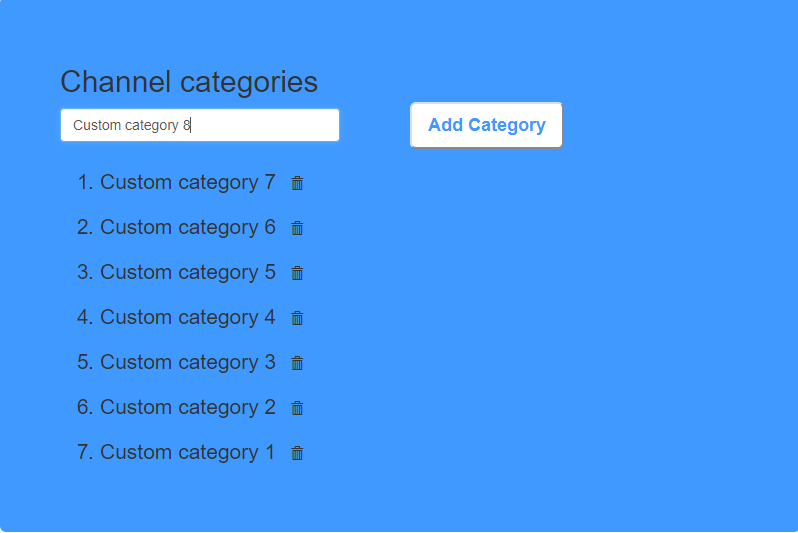 Channel categories
Custom category 8
Add Category
1. Custom category 7
2. Custom category 6
3. Custom category 5
4. Custom category 4
5. Custom category 3
6. Custom category 2
7. Custom category 1